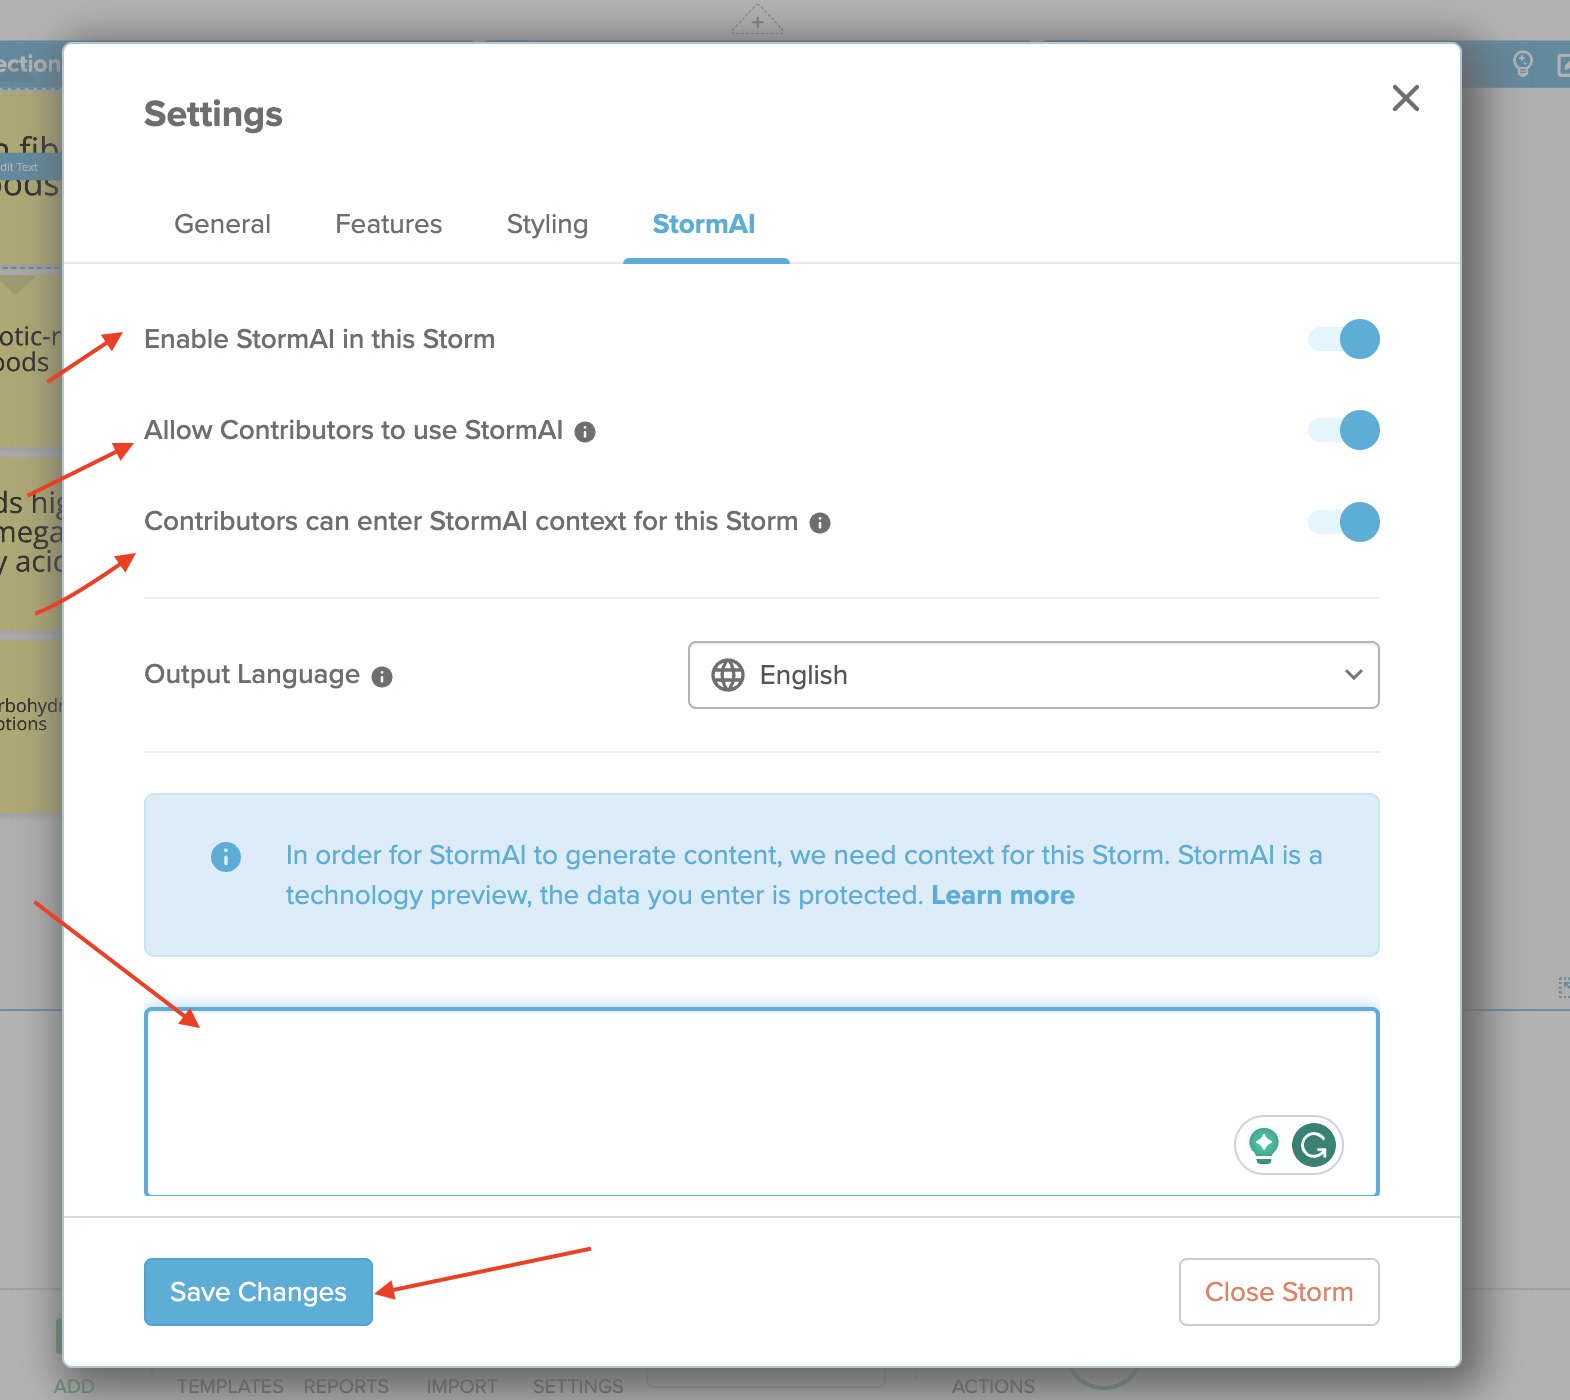 Settings
General Features Styling StormAI
Enable StormAI in this Storm
Allow Contributors to use StormAI
Contributors can enter StormAI context for this Storm
Output Language
English
In order for StormAI to generate content, we need context for this Storm. StormAI is a
technology preview, the data you enter is protected. Learn more
Save Changes
Close Storm
ection
fib
dit Text
ods
otic-r
oods
ds hig
mega
y acid
rbohydr
ptions
ADD TEMPLATES REPORTS IMPORT SETTINGS ACTIONS